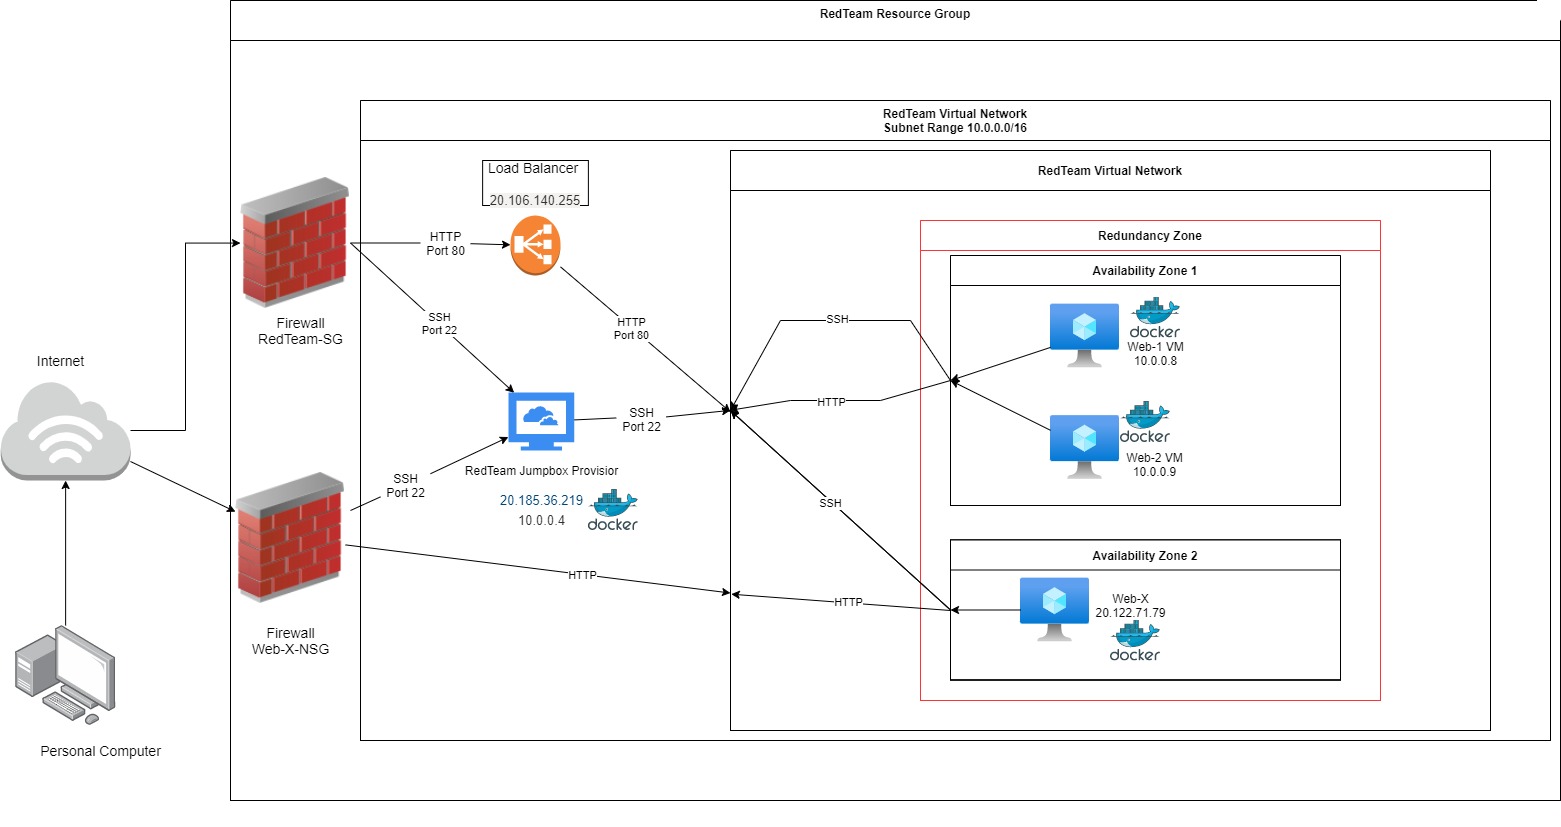 RedTeam Resource Group
RedTeam Virtual Network
Subnet Range 10.0.0.0/16
Load Balancer
20.106.140.255
RedTeam Virtual Network
HTTP
Port 80
Redundancy Zone
Availability Zone 1
SSH
Port 22
HTTP
Port 80
SSH
docker
Web-1 VM
10.0.0.8
Firewall
RedTeam-SG
Internet
HTTP
SSH
Port 22
docker
Web-2 VM
10.0.0.9
RedTeam Jumpbox Provisior
SSH
Port 22
20.185.36.219
10.0.0.4
docker
SSH
Availability Zone 2
HTTP
HTTP
Web-X
20.122.71.79
docker
Firewall
Web-X-NSG
Personal Computer